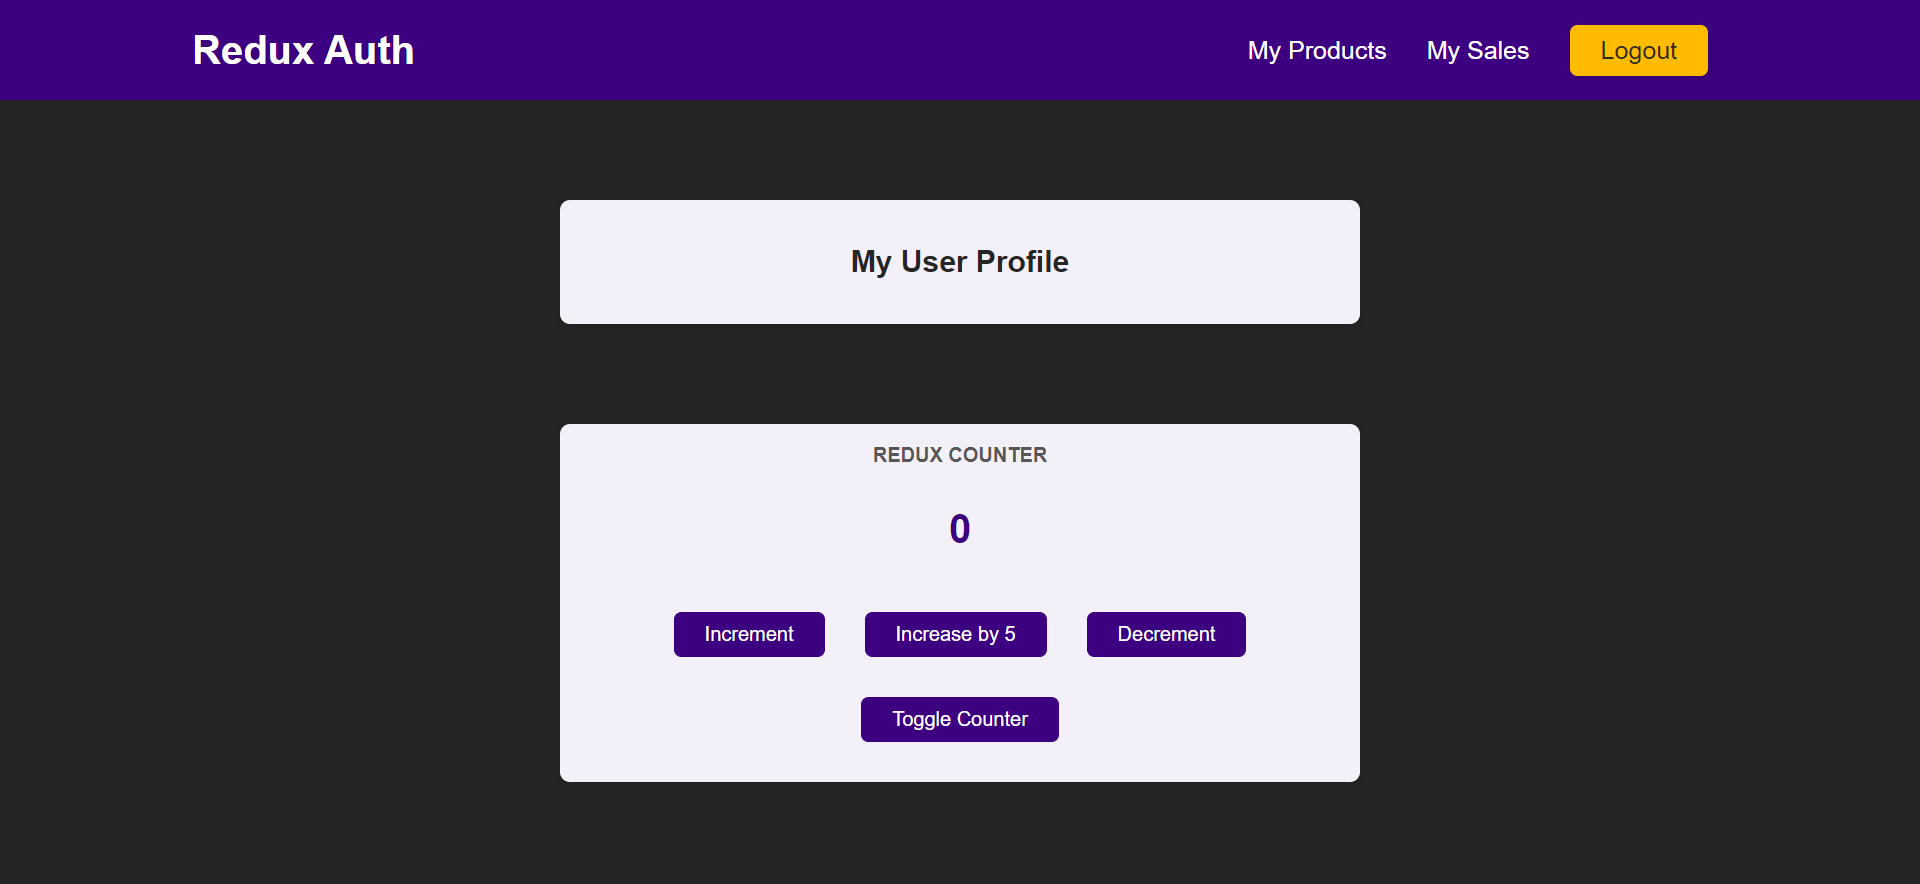 Redux Auth
My Products
My Sales
Logout
My User Profile
REDUX COUNTER
0
Increment
Increase by 5
Decrement
Toggle Counter